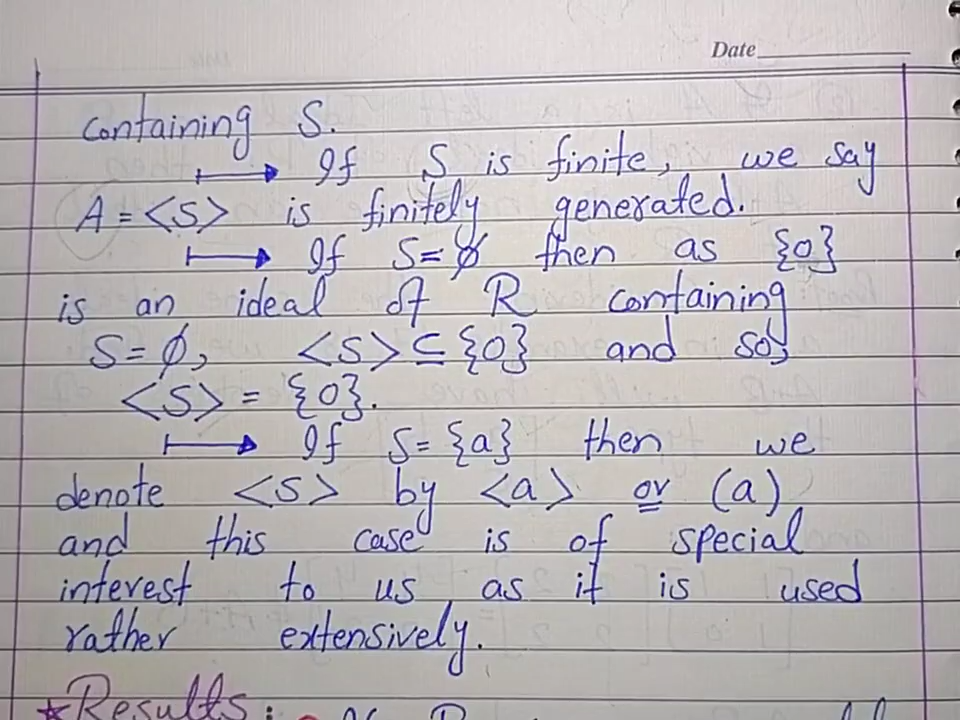 Date
containing S.
↦ If S is finite, we say
A = <S> is finitely generated.
↦ If S = ∅ then as {0}
is an ideal of R containing
S = ∅, <S> ⊆ {0} and so,
<S> = {0}.
↦ If S = {a} then we
denote <S> by <a> or (a)
and this case is of special
interest to us as it is used
rather extensively.
*Results: